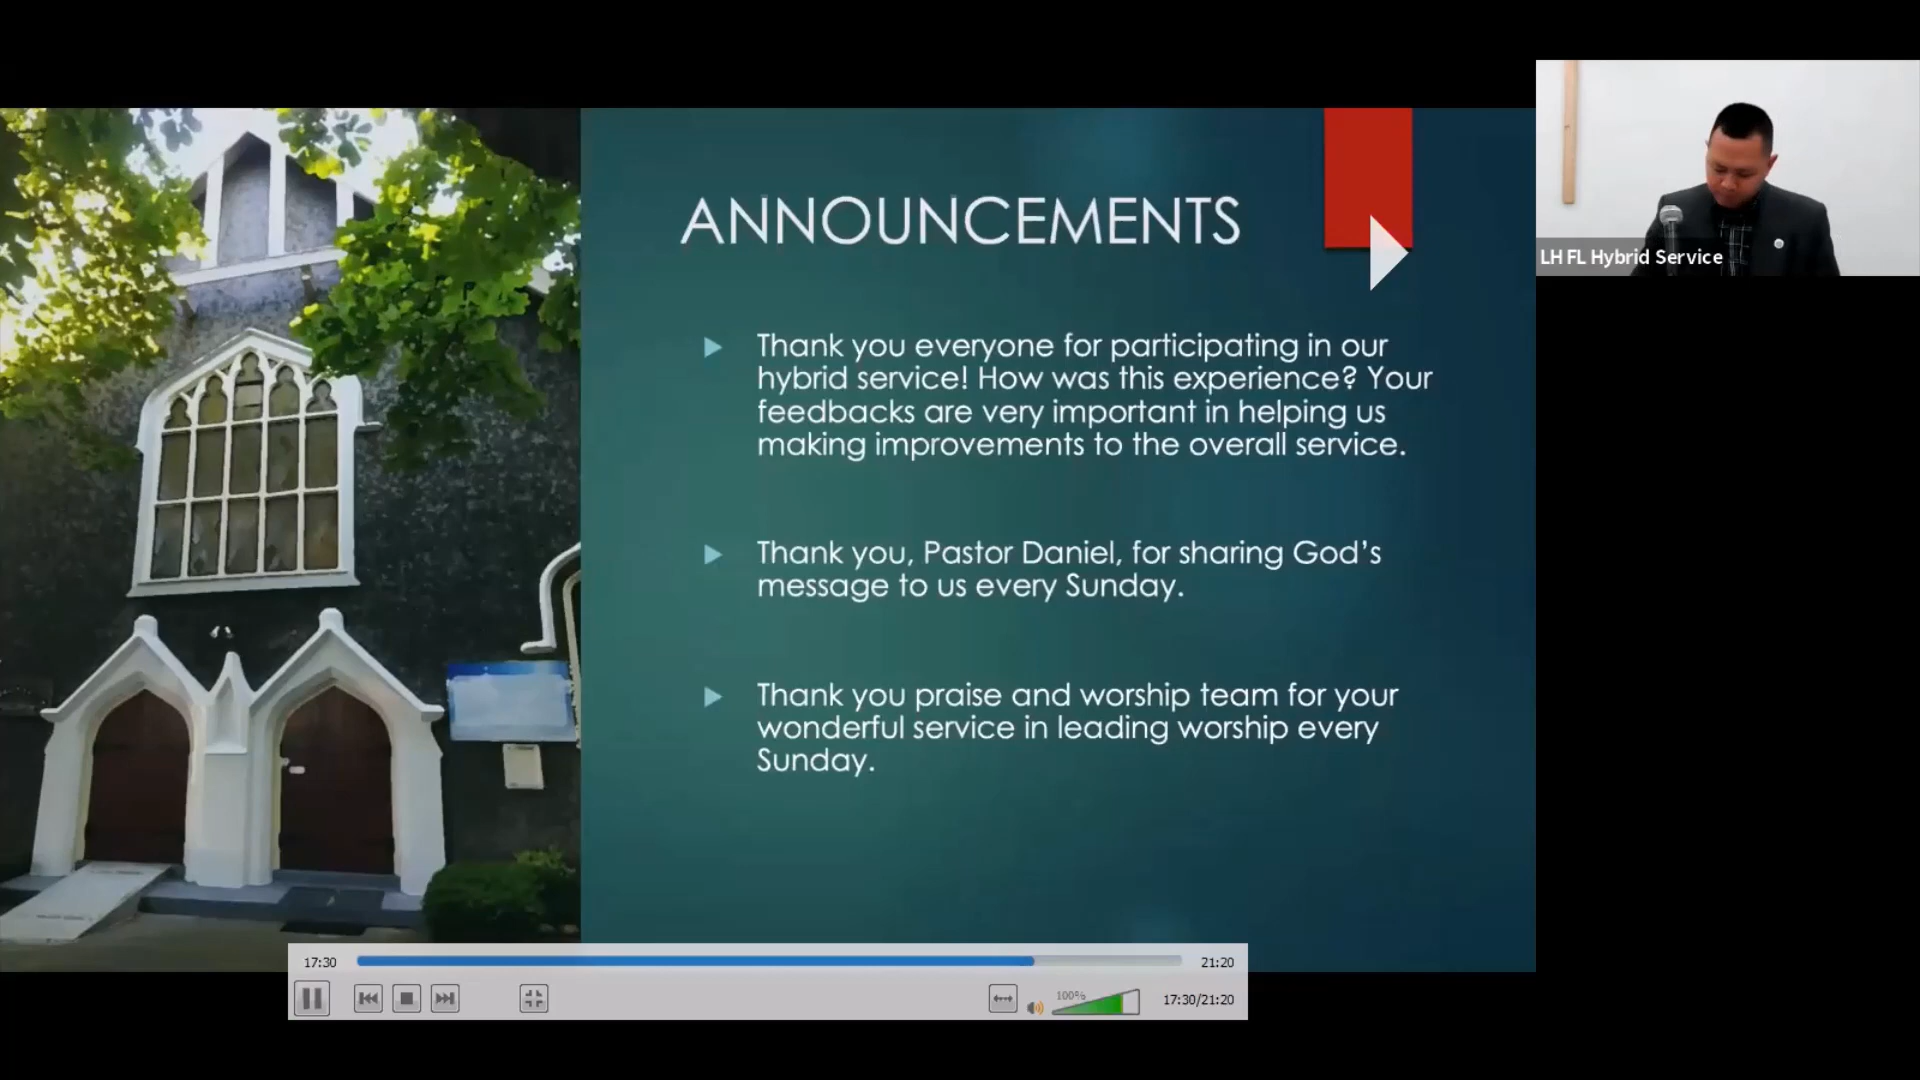 ANNOUNCEMENTS
Thank you everyone for participating in our
hybrid service! How was this experience? Your
feedbacks are very important in helping us
making improvements to the overall service.
Thank you, Pastor Daniel, for sharing God's
message to us every Sunday.
Thank you praise and worship team for your
wonderful service in leading worship every
Sunday.
LH FL Hybrid Service
17:30
21:20
100%
17:30/21:20